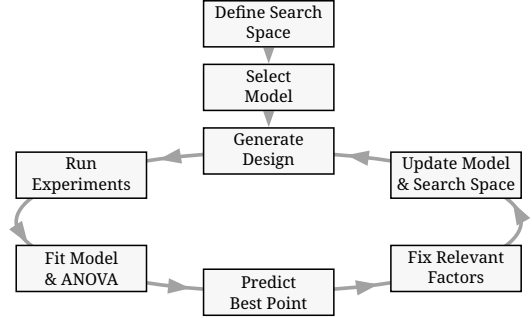 Define Search
Space
Select
Model
Generate
Design
Run
Experiments
Update Model
& Search Space
Fit Model
& ANOVA
Predict
Best Point
Fix Relevant
Factors